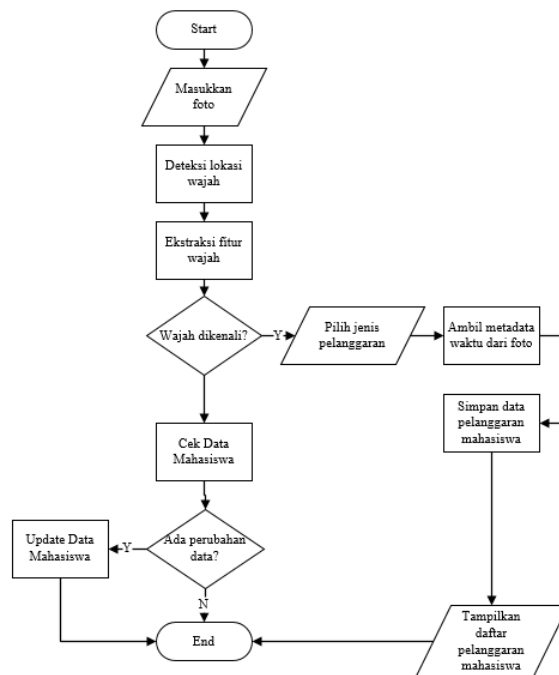 Start
Masukkan
foto
Deteksi lokasi
wajah
Ekstraksi fitur
wajah
Wajah dikenali?
Y
Pilih jenis
pelanggaran
Ambil metadata
waktu dari foto
Simpan data
pelanggaran
mahasiswa
Cek Data
Mahasiswa
Ada perubahan
data?
Y
Update Data
Mahasiswa
N
End
Tampilkan
daftar
pelanggaran
mahasiswa